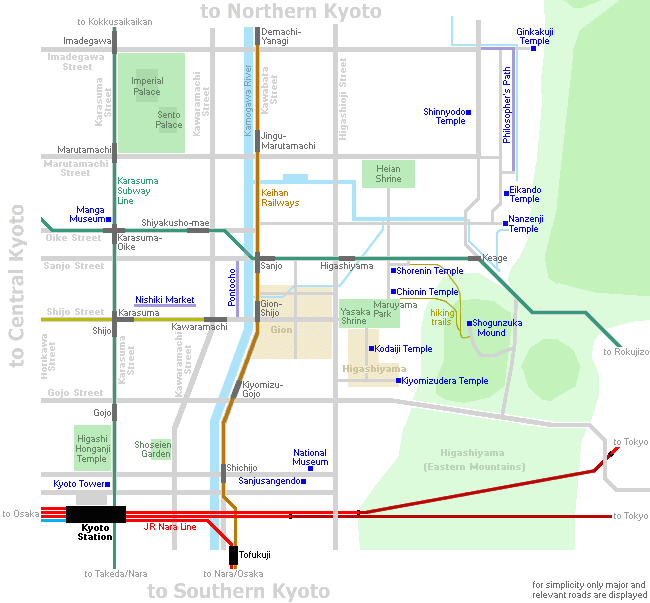 to Northern Kyoto
to Kokkusaikaikan
Demachi-
Yanagi
Ginkakuji
Temple
Imadegawa
Imadegawa
Street
Karasuma
Street
Imperial
Palace
Sento
Palace
Kawaramachi
Street
Kamogawa River
Kawabata
Street
Higashioji Street
Shinnyodo
Temple
Philosopher's Path
Jingu-
Marutamachi
Marutamachi
Marutamachi
Street
Heian
Shrine
Karasuma
Subway
Line
Keihan
Railways
Eikando
Temple
Manga
Museum
Shiyakusho-mae
Nanzenji
Temple
Oike Street
Karasuma-
Oike
Sanjo Street
Sanjo
Higashiyama
Keage
to Central Kyoto
Pontocho
Shorenin Temple
Chionin Temple
Nishiki Market
Maruyama
Park
Yasaka
Shrine
hiking
trails
Gion-
Shijo
Shijo Street
Karasuma
Kawaramachi
Shijo
Gion
Shogunzuka
Mound
Horikawa
Street
Karasuma
Street
Kawaramachi
Street
Kodaiji Temple
to Rokujizo
Higashiyama
Kiyomizudera Temple
Kiyomizu-
Gojo
Gojo Street
Gojo
Higashi
Honganji
Temple
Shoseien
Garden
National
Museum
Higashiyama
(Eastern Mountains)
to Tokyo
Shichijo
Kyoto Tower
Sanjusangendo
to Osaka
Kyoto
Station
JR Nara Line
to Tokyo
Tofukuji
to Takeda/Nara
to Nara/Osaka
to Southern Kyoto
for simplicity only major and
relevant roads are displayed